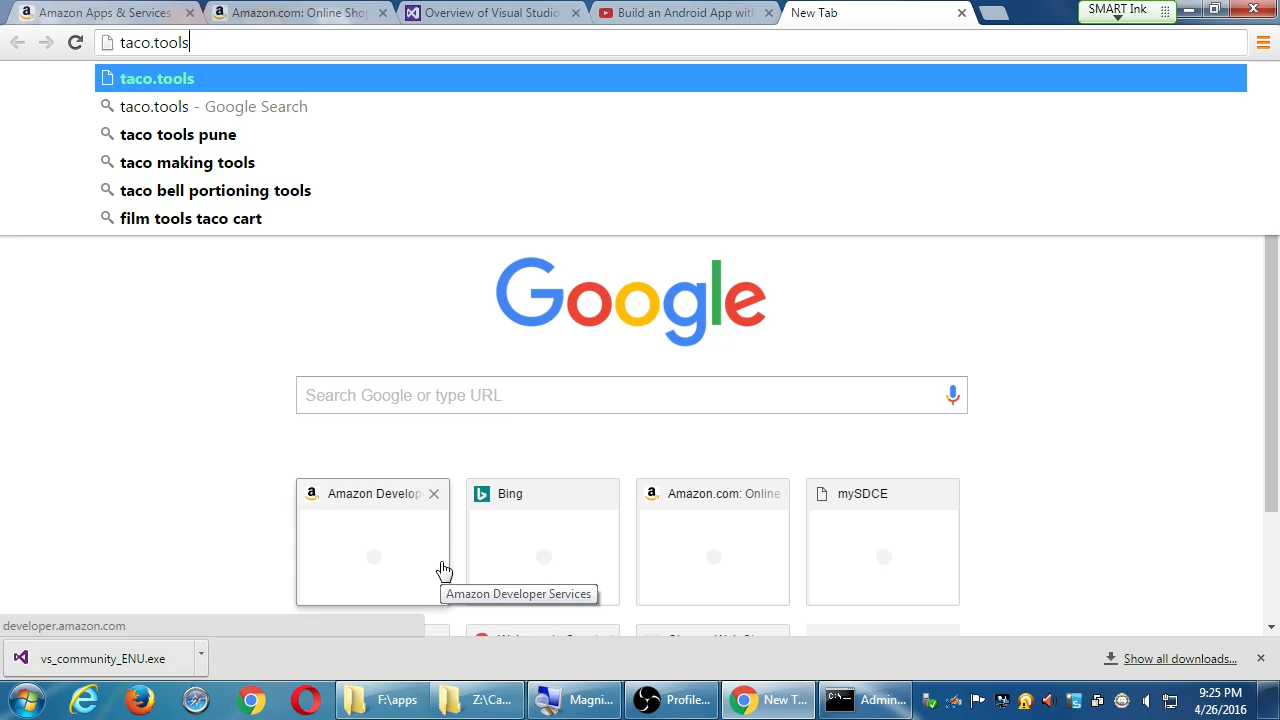 Amazon Apps & Services
Amazon.com: Online Shop
Overview of Visual Studio
Build an Android App with
New Tab
SMART Ink
taco.tools
taco.tools
taco.tools - Google Search
taco tools pune
taco making tools
taco bell portioning tools
film tools taco cart
Google
Search Google or type URL
Amazon Develop
Bing
Amazon.com: Online
mySDCE
Amazon Developer Services
developer.amazon.com
vs_community_ENU.exe
Show all downloads...
F:\apps
Z:\Ca...
Magni...
Profile...
New T...
C:\.
Admin...
9:25 PM
4/26/2016